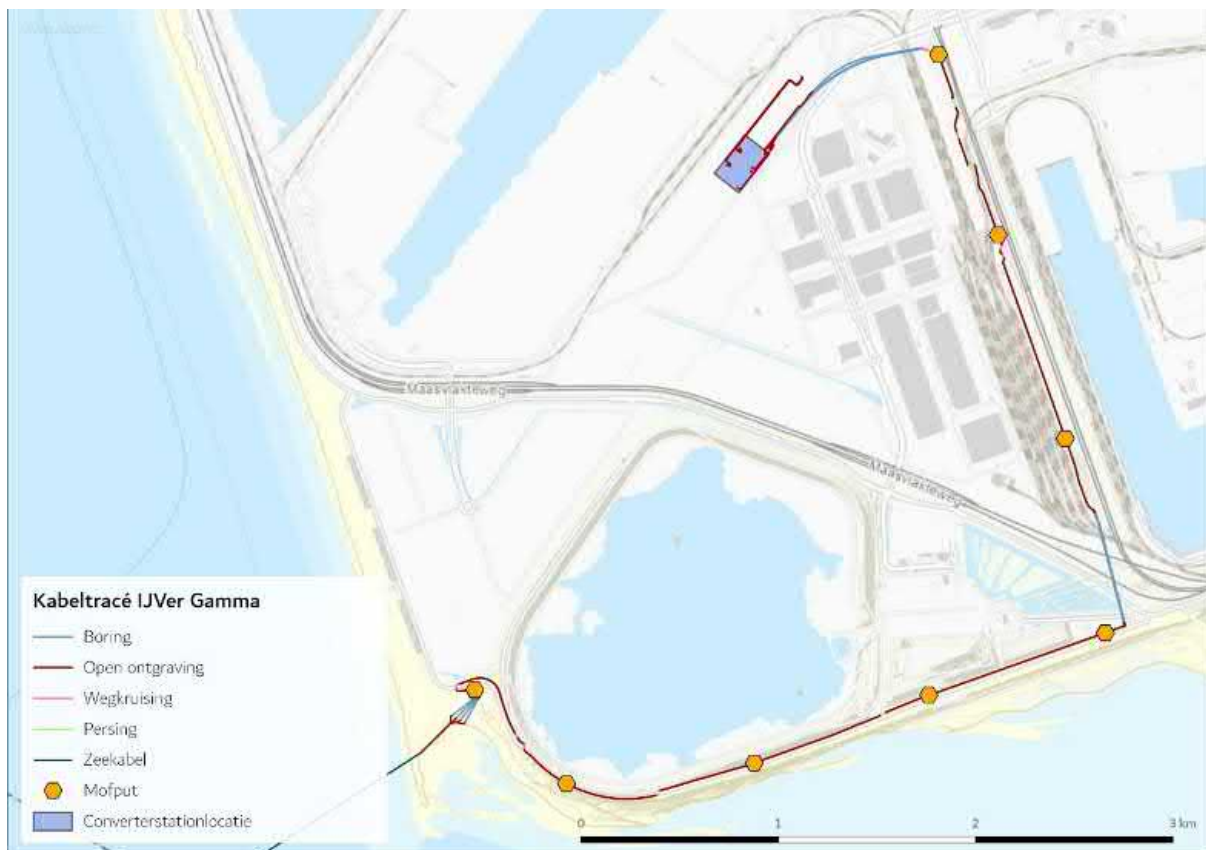 Maasvlakteweg
Maasvlakteweg
Kabeltracé IJVer Gamma
Boring
Open ontgraving
Wegkruising
Persing
Zeekabel
Mofput
Converterstationlocatie
0 1 2 3 km